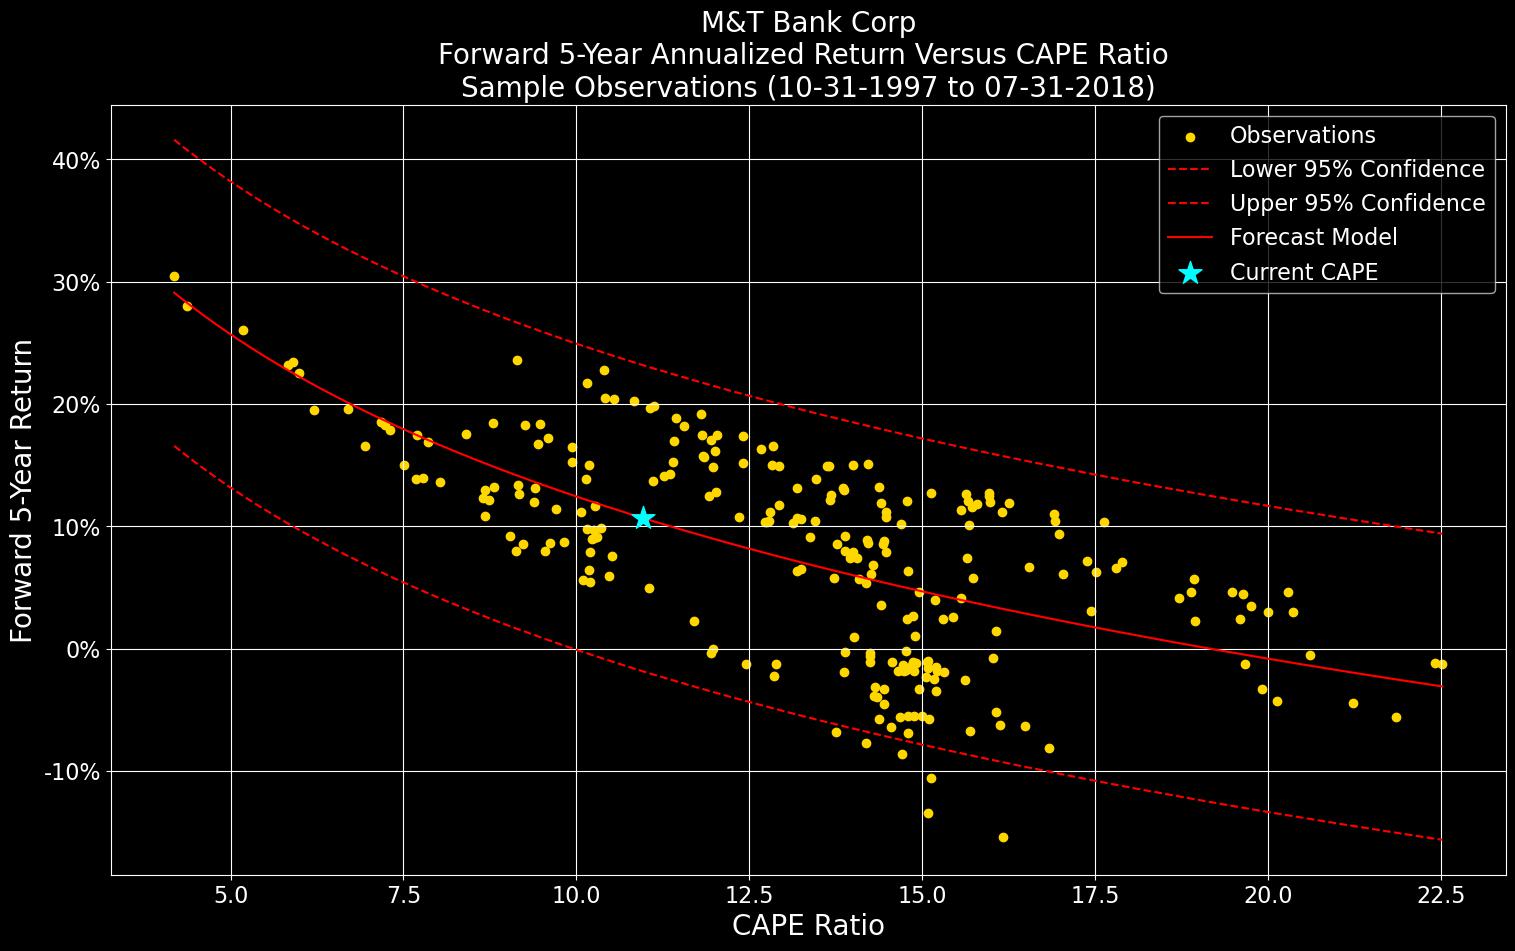 M&T Bank Corp
Forward 5-Year Annualized Return Versus CAPE Ratio
Sample Observations (10-31-1997 to 07-31-2018)
Observations
Lower 95% Confidence
Upper 95% Confidence
Forecast Model
Current CAPE
Forward 5-Year Return
40%
30%
20%
10%
0%
-10%
5.0 7.5 10.0 12.5 15.0 17.5 20.0 22.5
CAPE Ratio